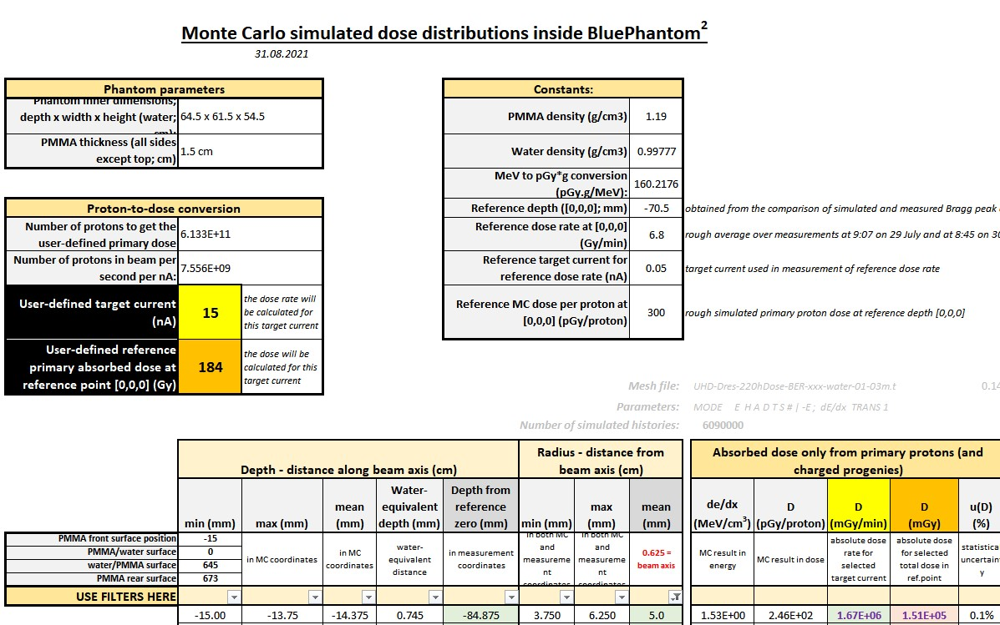 Monte Carlo simulated dose distributions inside BluePhantom2
31.08.2021
Phantom parameters
Phantom inner dimensions;
depth x width x height (water;
cm):
64.5 x 61.5 x 54.5
PMMA thickness (all sides
except top; cm)
1.5 cm
Proton-to-dose conversion
Number of protons to get the
user-defined primary dose
6.133E+11
Number of protons in beam per
second per nA:
7.556E+09
User-defined target current
(nA)
15
the dose rate will
be calculated for
this target current
User-defined reference
primary absorbed dose at
reference point [0,0,0] (Gy)
184
the dose will be
calculated for this
target current
Constants:
PMMA density (g/cm3)
1.19
Water density (g/cm3)
0.99777
MeV to pGy*g conversion
(pGy.g/MeV):
160.2176
Reference depth ([0,0,0]; mm)
-70.5
obtained from the comparison of simulated and measured Bragg peak
Reference dose rate at [0,0,0]
(Gy/min)
6.8
rough average over measurements at 9:07 on 29 July and at 8:45 on 30
Reference target current for
reference dose rate (nA)
0.05
target current used in measurement of reference dose rate
Reference MC dose per proton at
[0,0,0] (pGy/proton)
300
rough simulated primary proton dose at reference depth [0,0,0]
Mesh file:
UHD-Dres-220hDose-BER-xxx-water-01-03m.t
0.14
Parameters:
MODE E H A D T S # | -E ; dE/dx TRANS 1
Number of simulated histories:
6090000
Depth - distance along beam axis (cm)
Radius - distance from
beam axis (cm)
Absorbed dose only from primary protons (and
charged progenies)
min (mm)
max (mm)
mean
(mm)
Water-
equivalent
depth (mm)
Depth from
reference
zero (mm)
min (mm)
max
(mm)
mean
(mm)
de/dx
(MeV/cm3)
D
(pGy/proton)
D
(mGy/min)
D
(mGy)
u(D)
(%)
PMMA front surface position
-15
PMMA/water surface
0
water/PMMA surface
645
PMMA rear surface
673
in MC coordinates
in MC
coordinates
water-
equivalent
distance
in measurement
coordinates
in both MC
and
measureme
nt
coordinates
in both MC
and
measureme
nt
coordinates
0.625 =
beam axis
MC result in
energy
MC result in dose
absolute dose
rate for
selected
target current
absolute dose
for selected
total dose in
ref.point
statistical
uncertaint
y
USE FILTERS HERE
-15.00
-13.75
-14.375
0.745
-84.875
3.750
6.250
5.0
1.53E+00
2.46E+02
1.67E+06
1.51E+05
0.1%